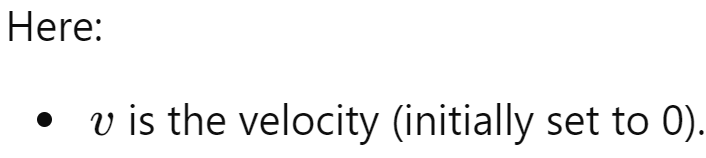 Here:
• v is the velocity (initially set to 0).